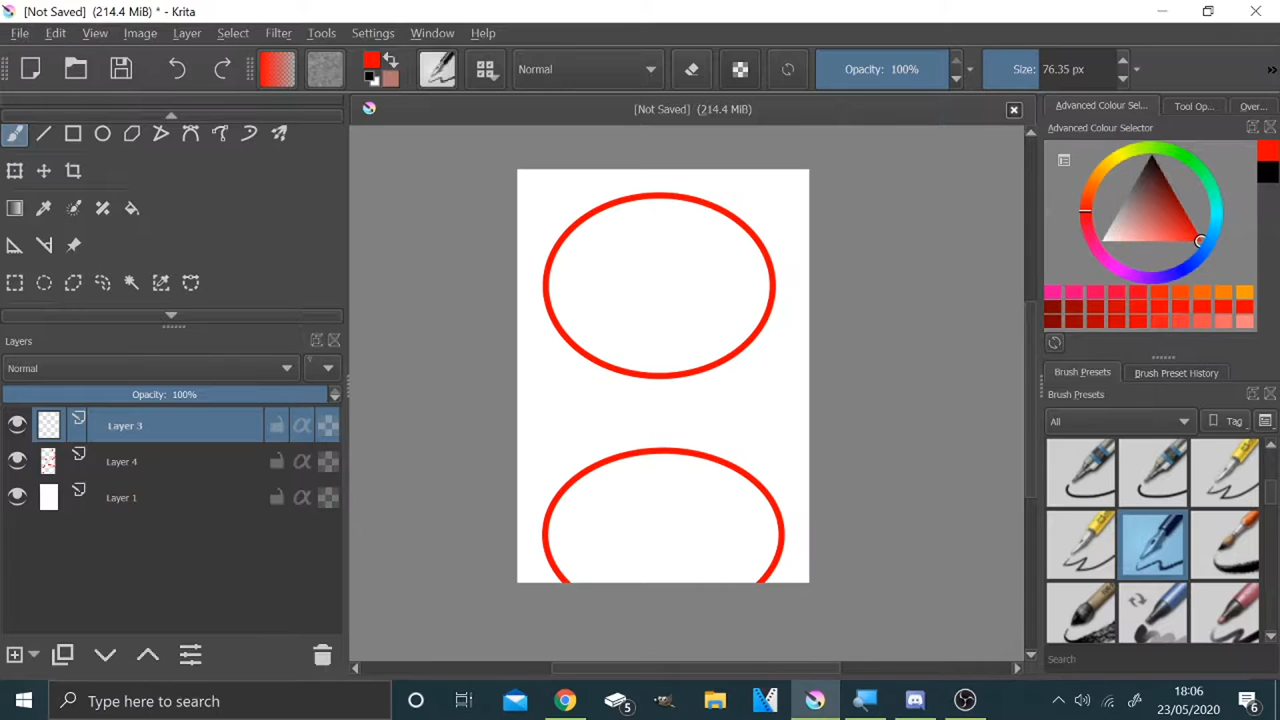 [Not Saved] (214.4 MiB) * - Krita
File Edit View Image Layer Select Filter Tools Settings Window Help
Normal Opacity: 100% Size: 76.35 px
[Not Saved] (214.4 MiB)
Advanced Colour Sel... Tool Op... Over...
Advanced Colour Selector
Layers
Normal
Opacity: 100%
Layer 3
Layer 4
Layer 1
Brush Presets Brush Preset History
Brush Presets
All Tag
Search
Type here to search
5
18:06
23/05/2020
6